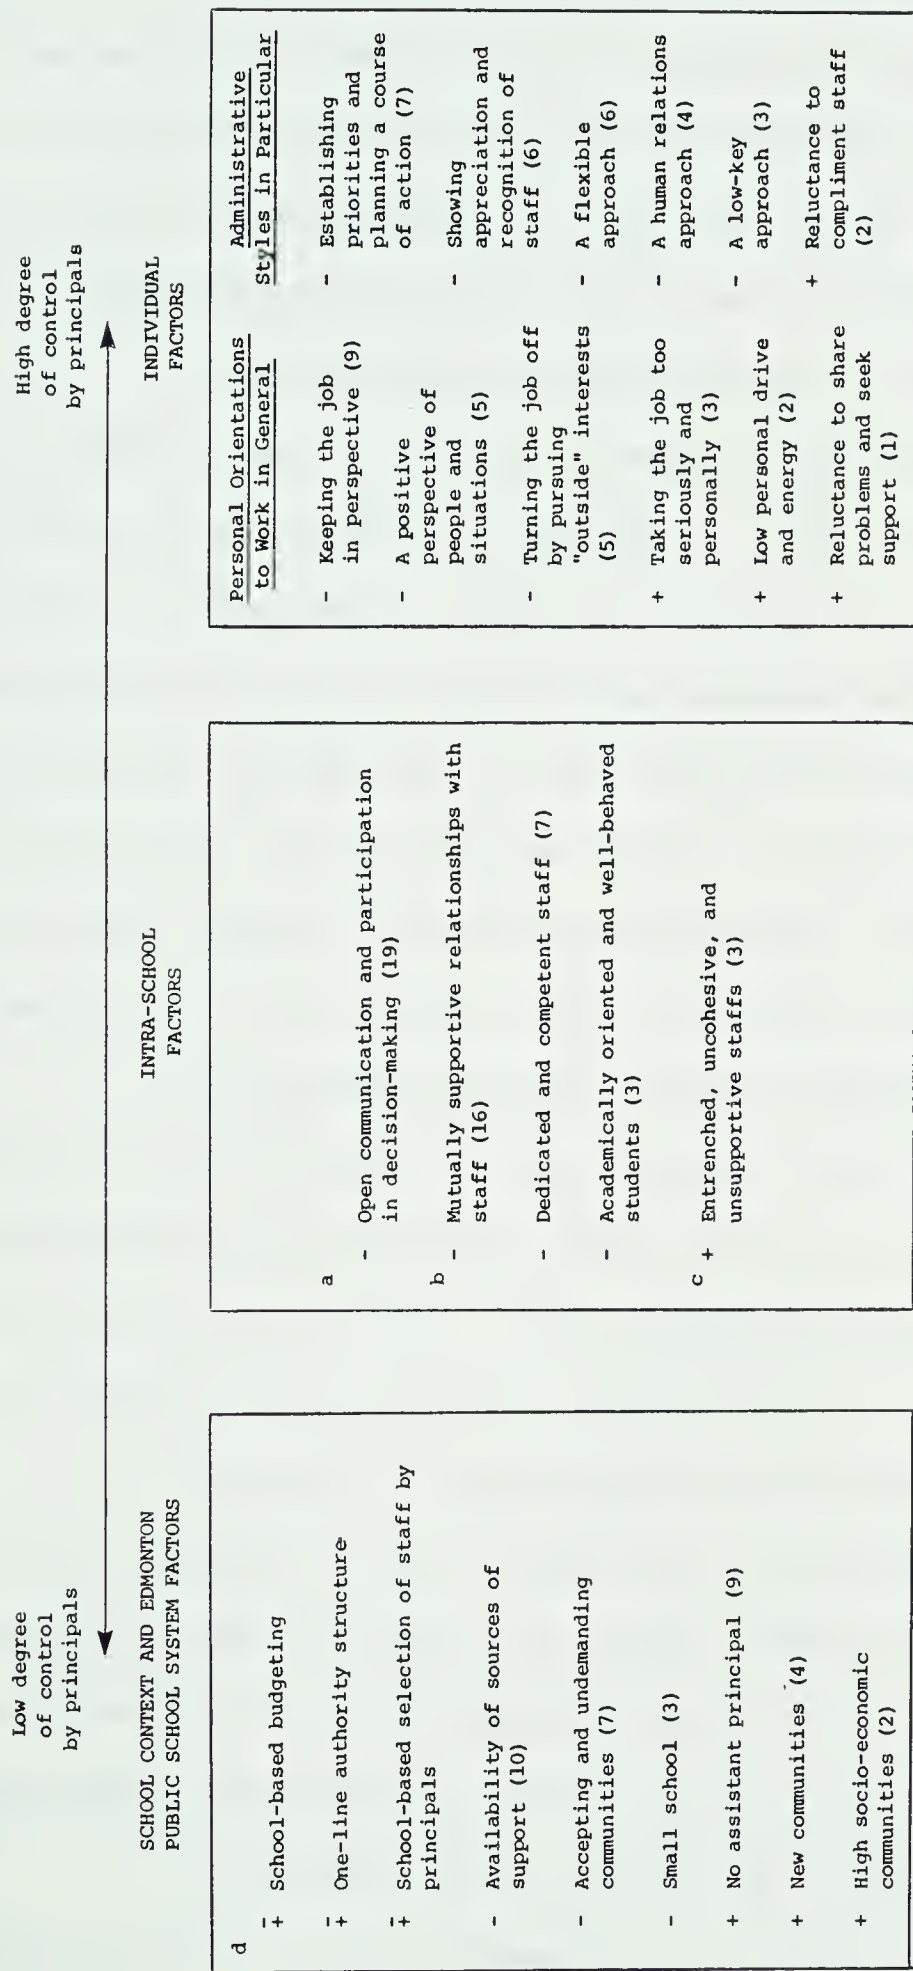 Low degree
of control
by principals
High degree
of control
by principals
SCHOOL CONTEXT AND EDMONTON
PUBLIC SCHOOL SYSTEM FACTORS
INTRA-SCHOOL
FACTORS
INDIVIDUAL
FACTORS
d
∓ School-based budgeting
∓ One-line authority structure
∓ School-based selection of staff by
principals
- Availability of sources of
support (10)
- Accepting and undemanding
communities (7)
- Small school (3)
+ No assistant principal (9)
+ New communities (4)
+ High socio-economic
communities (2)
a
- Open communication and participation
in decision-making (19)
b - Mutually supportive relationships with
staff (16)
- Dedicated and competent staff (7)
- Academically oriented and well-behaved
students (3)
c + Entrenched, uncohesive, and
unsupportive staffs (3)
Personal Orientations
to Work in General
- Keeping the job
in perspective (9)
- A positive
perspective of
people and
situations (5)
- Turning the job off
by pursuing
"outside" interests
(5)
+ Taking the job too
seriously and
personally (3)
+ Low personal drive
and energy (2)
+ Reluctance to share
problems and seek
support (1)
Administrative
Styles in Particular
- Establishing
priorities and
planning a course
of action (7)
- Showing
appreciation and
recognition of
staff (6)
- A flexible
approach (6)
- A human relations
approach (4)
- A low-key
approach (3)
+ Reluctance to
compliment staff
(2)